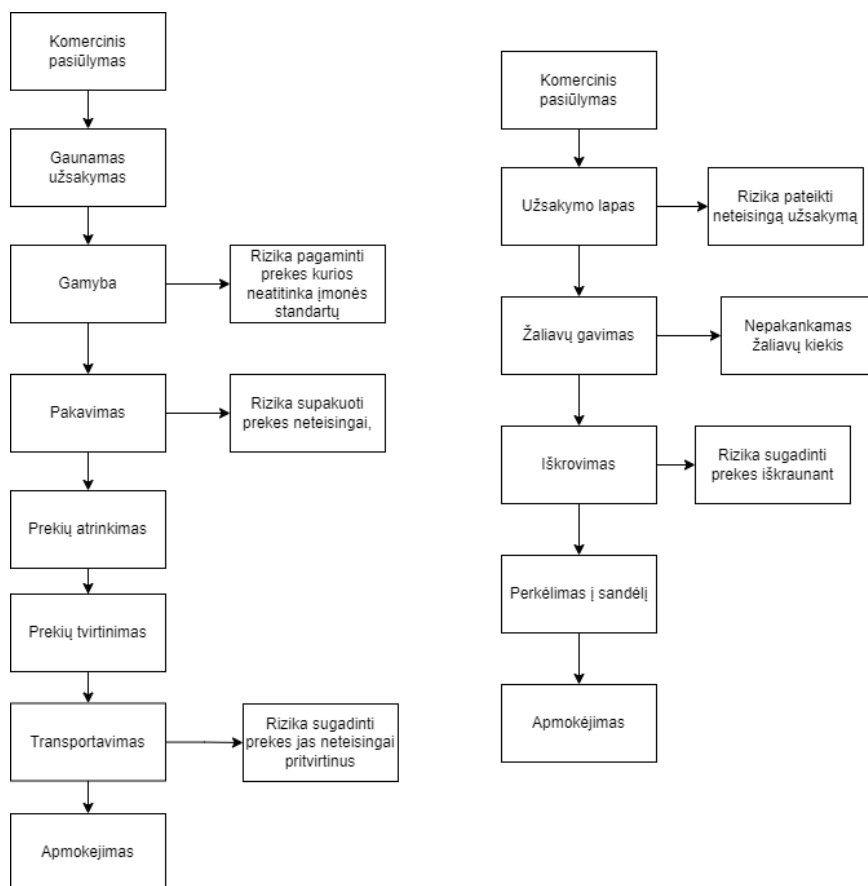 Komercinis
pasiūlymas
Gaunamas
užsakymas
Gamyba
Rizika pagaminti
prekes kurios
neatitinka įmonės
standartų
Pakavimas
Rizika supakuoti
prekes neteisingai,
Prekių atrinkimas
Prekių tvirtinimas
Transportavimas
Rizika sugadinti
prekes jas neteisingai
pritvirtinus
Apmokejimas
Komercinis
pasiūlymas
Užsakymo lapas
Rizika pateikti
neteisingą užsakymą
Žaliavų gavimas
Nepakankamas
žaliavų kiekis
Iškrovimas
Rizika sugadinti
prekes iškraunant
Perkėlimas į sandėlį
Apmokėjimas